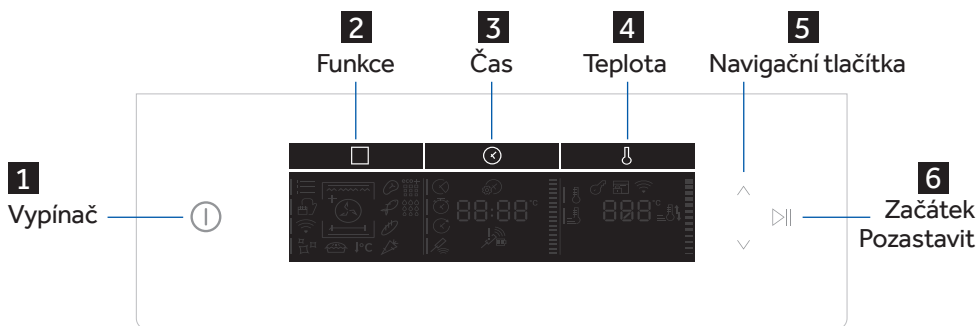 2
Funkce
3
Čas
4
Teplota
5
Navigační tlačítka
1
Vypínač
88:88 °C
888 °C
°C
6
Začátek
Pozastavit